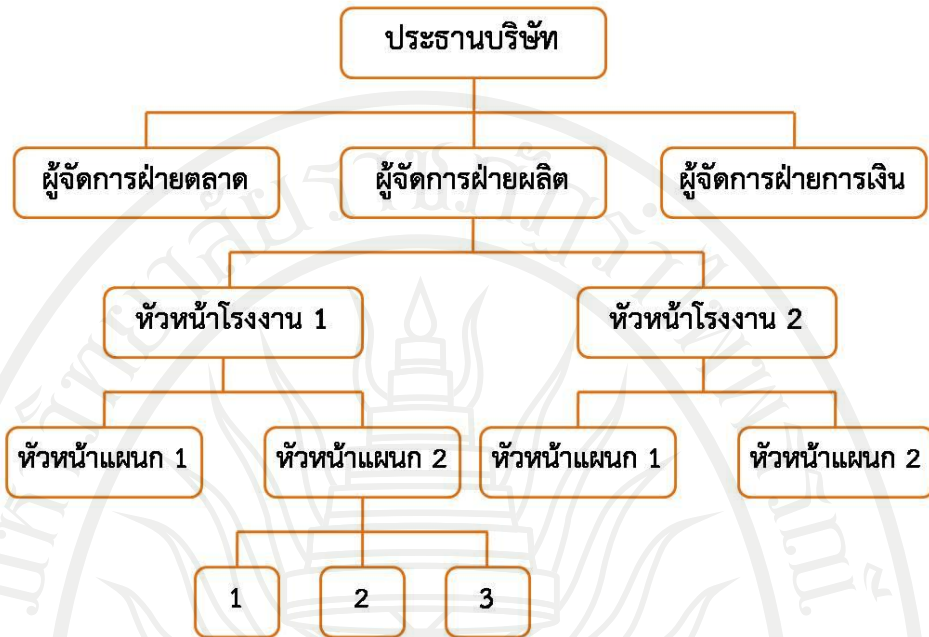 ประธานบริษัท
ผู้จัดการฝ่ายตลาด
ผู้จัดการฝ่ายผลิต
ผู้จัดการฝ่ายการเงิน
หัวหน้าโรงงาน 1
หัวหน้าโรงงาน 2
หัวหน้าแผนก 1
หัวหน้าแผนก 2
หัวหน้าแผนก 1
หัวหน้าแผนก 2
1
2
3